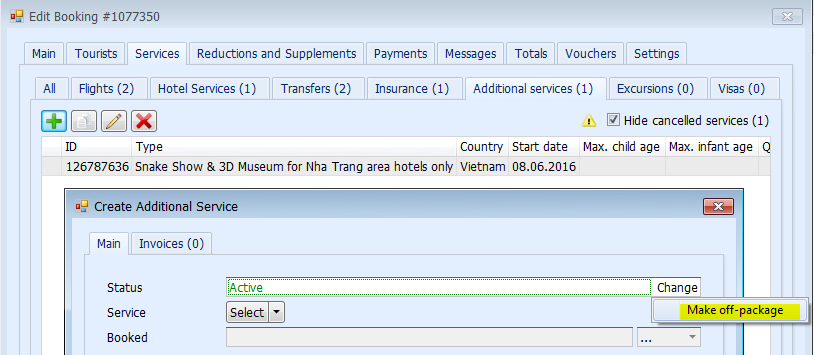 Edit Booking #1077350
Main Tourists Services Reductions and Supplements Payments Messages Totals Vouchers Settings
All Flights (2) Hotel Services (1) Transfers (2) Insurance (1) Additional services (1) Excursions (0) Visas (0)
Hide cancelled services (1)
ID Type Country Start date Max. child age Max. infant age Q
126787636 Snake Show & 3D Museum for Nha Trang area hotels only Vietnam 08.06.2016
Create Additional Service
Main Invoices (0)
Status Active Change
Service Select
Make off-package
Booked ...